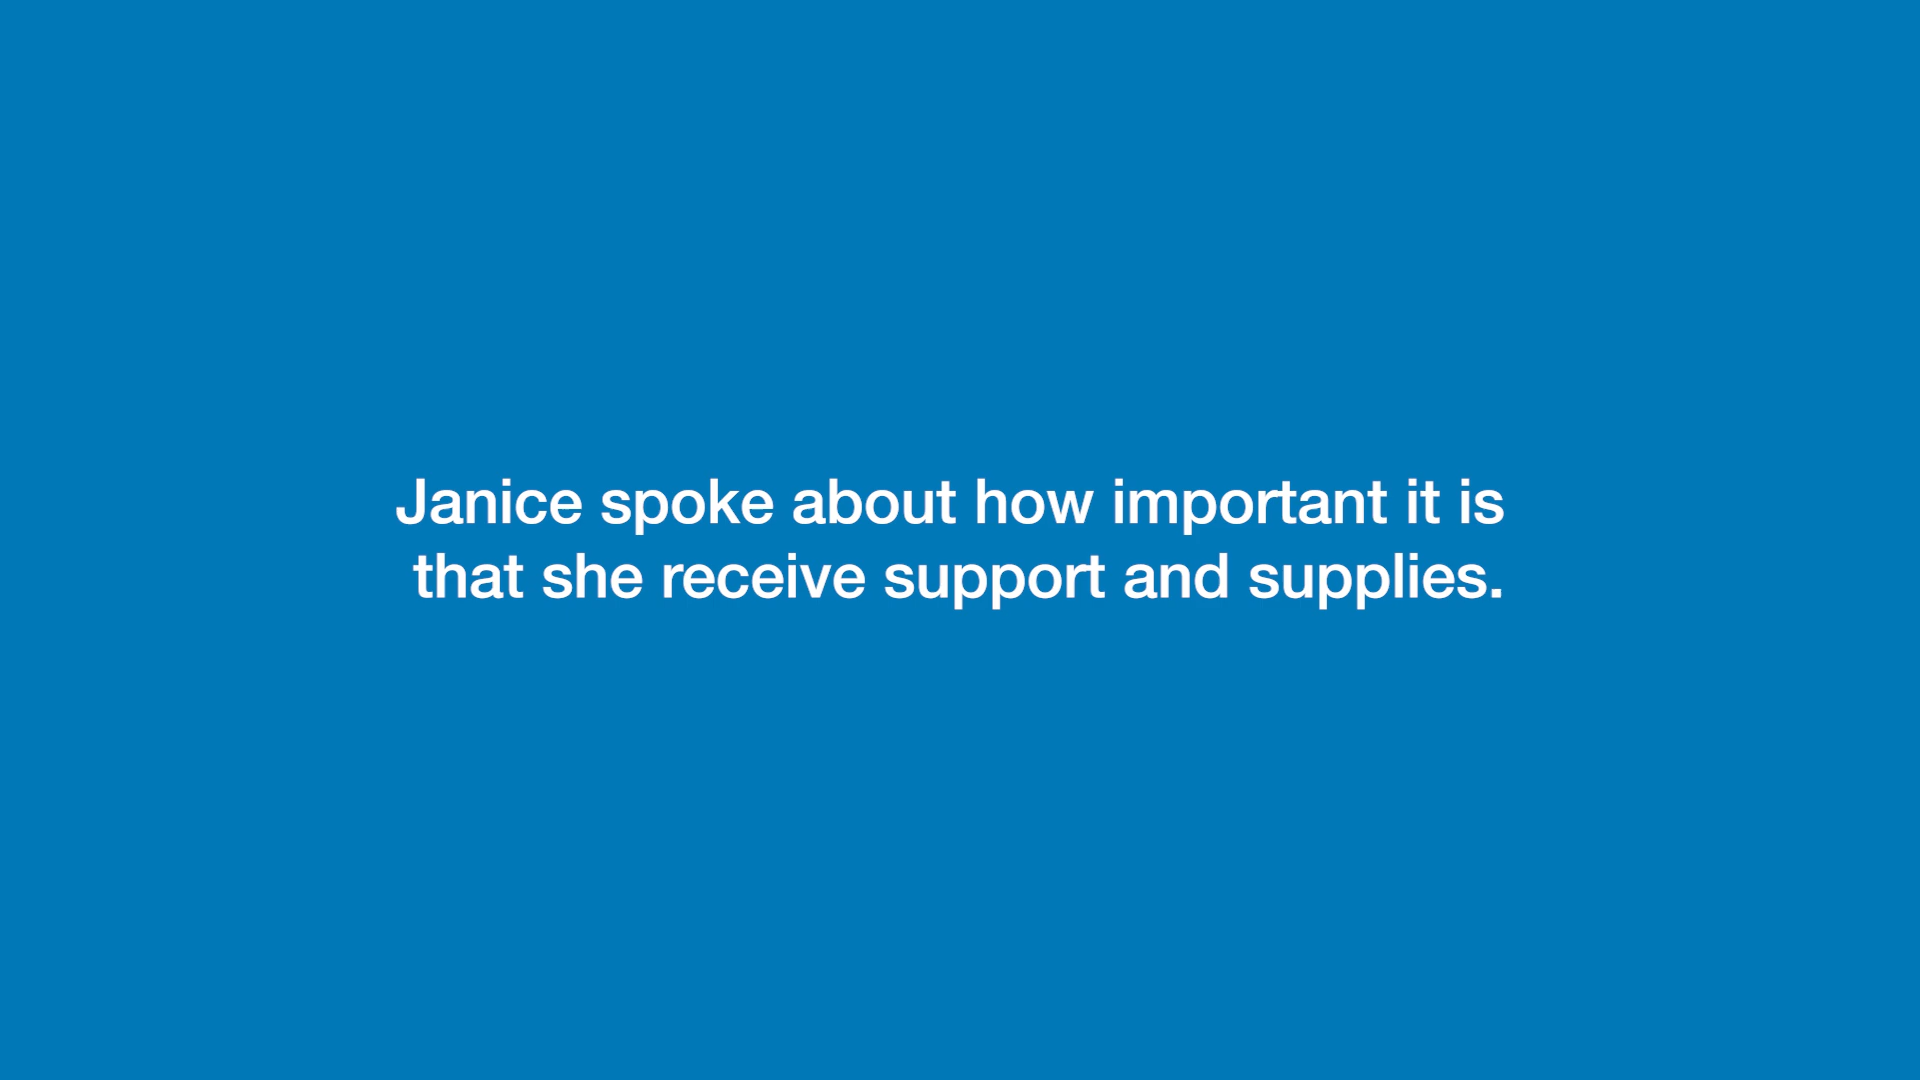 Janice spoke about how important it is
that she receive support and supplies.